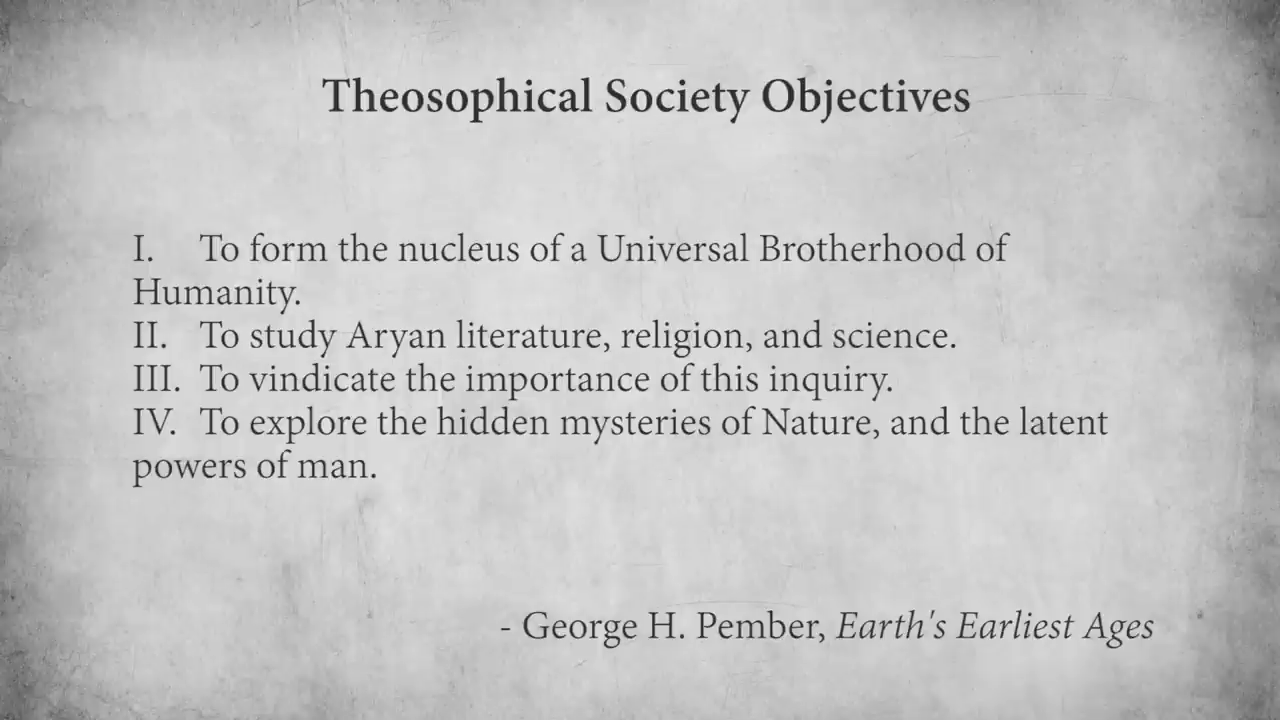 Theosophical Society Objectives
I. To form the nucleus of a Universal Brotherhood of
Humanity.
II. To study Aryan literature, religion, and science.
III. To vindicate the importance of this inquiry.
IV. To explore the hidden mysteries of Nature, and the latent
powers of man.
- George H. Pember, Earth's Earliest Ages